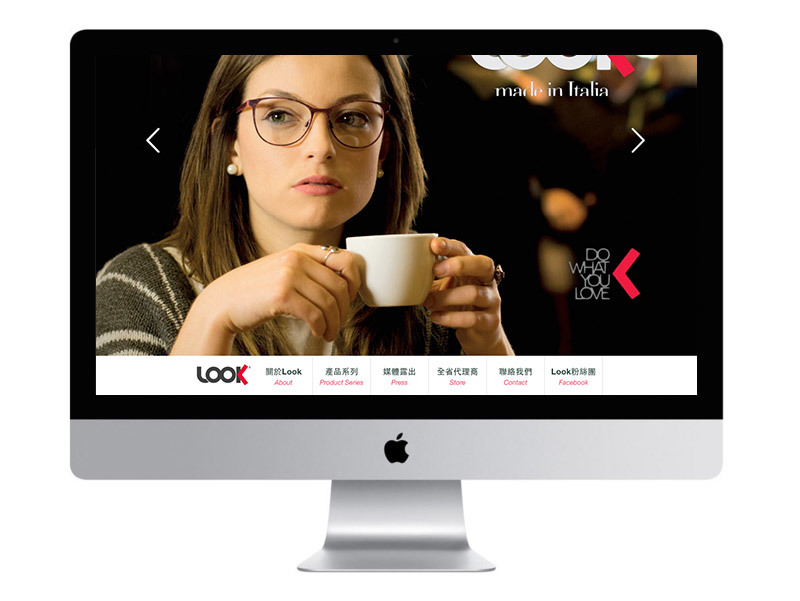 LOOK
made in Italia
DO
WHAT
YOU
LOVE
LOOK
關於Look
About
產品系列
Product Series
媒體露出
Press
全省代理商
Store
聯絡我們
Contact
Look粉絲團
Facebook